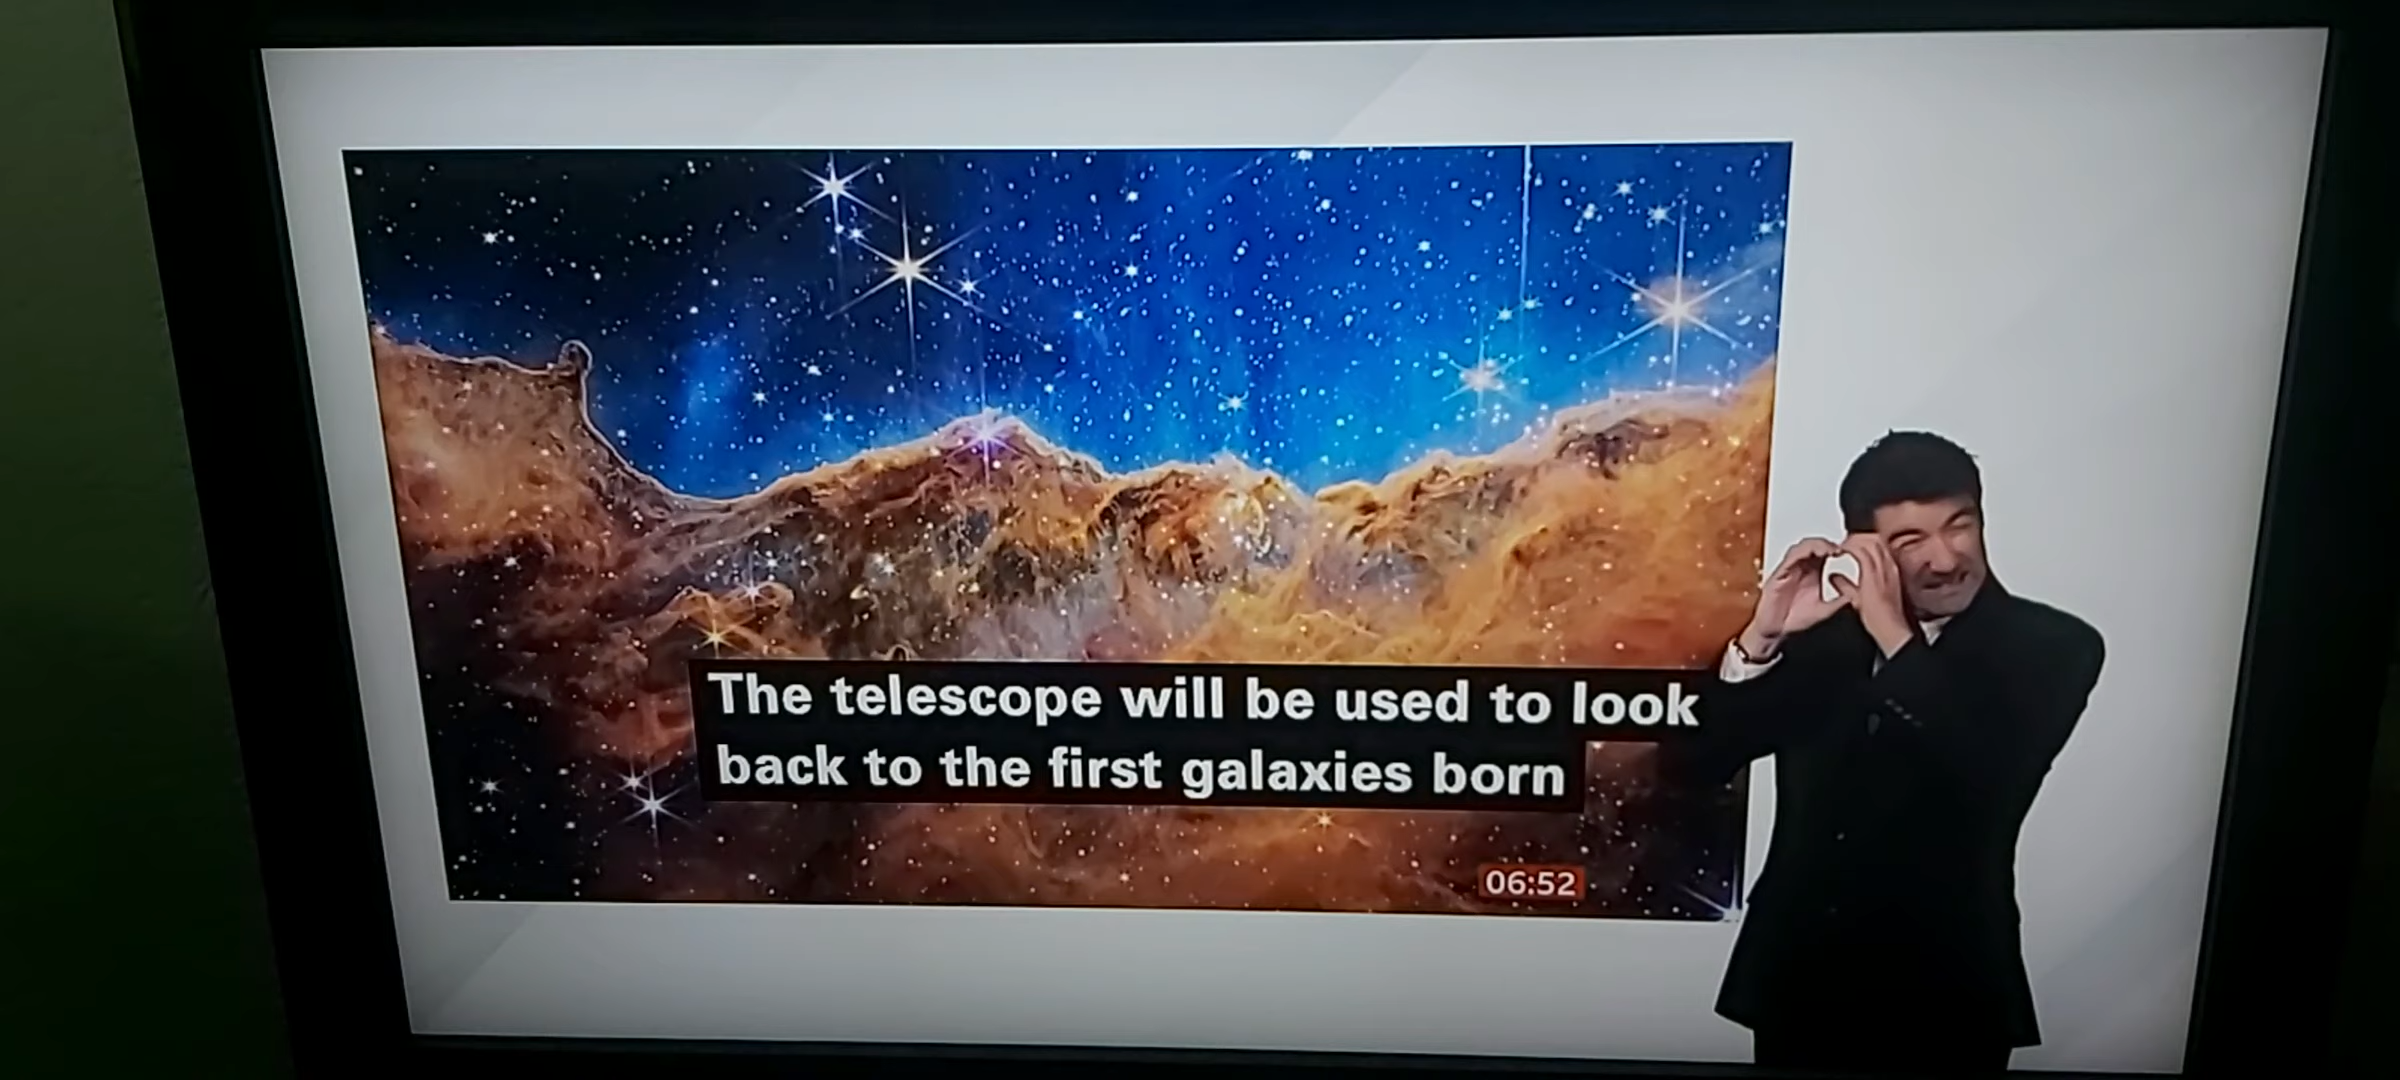 The telescope will be used to look
back to the first galaxies born
06:52